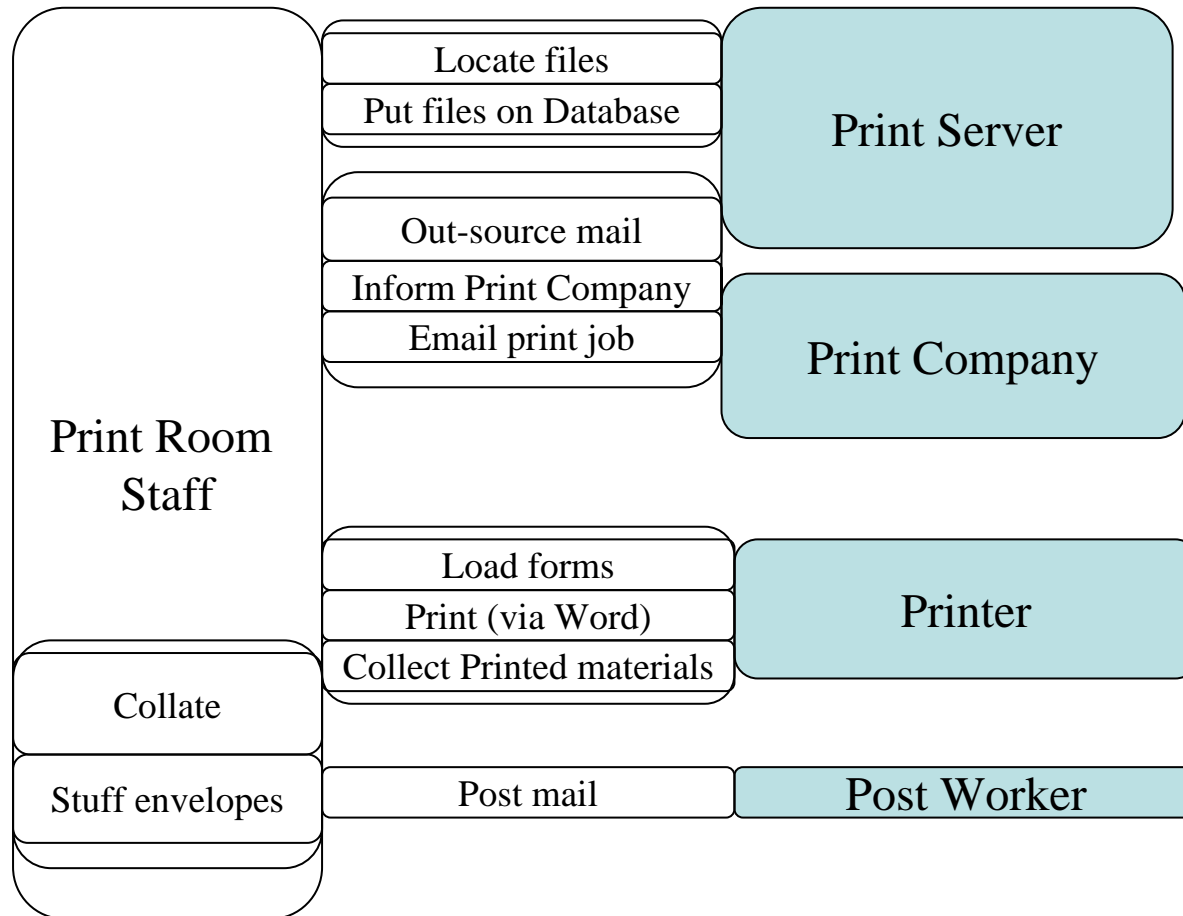 Locate files
Put files on Database
Print Server
Out-source mail
Inform Print Company
Email print job
Print Company
Print Room
Staff
Load forms
Print (via Word)
Collect Printed materials
Printer
Collate
Stuff envelopes
Post mail
Post Worker